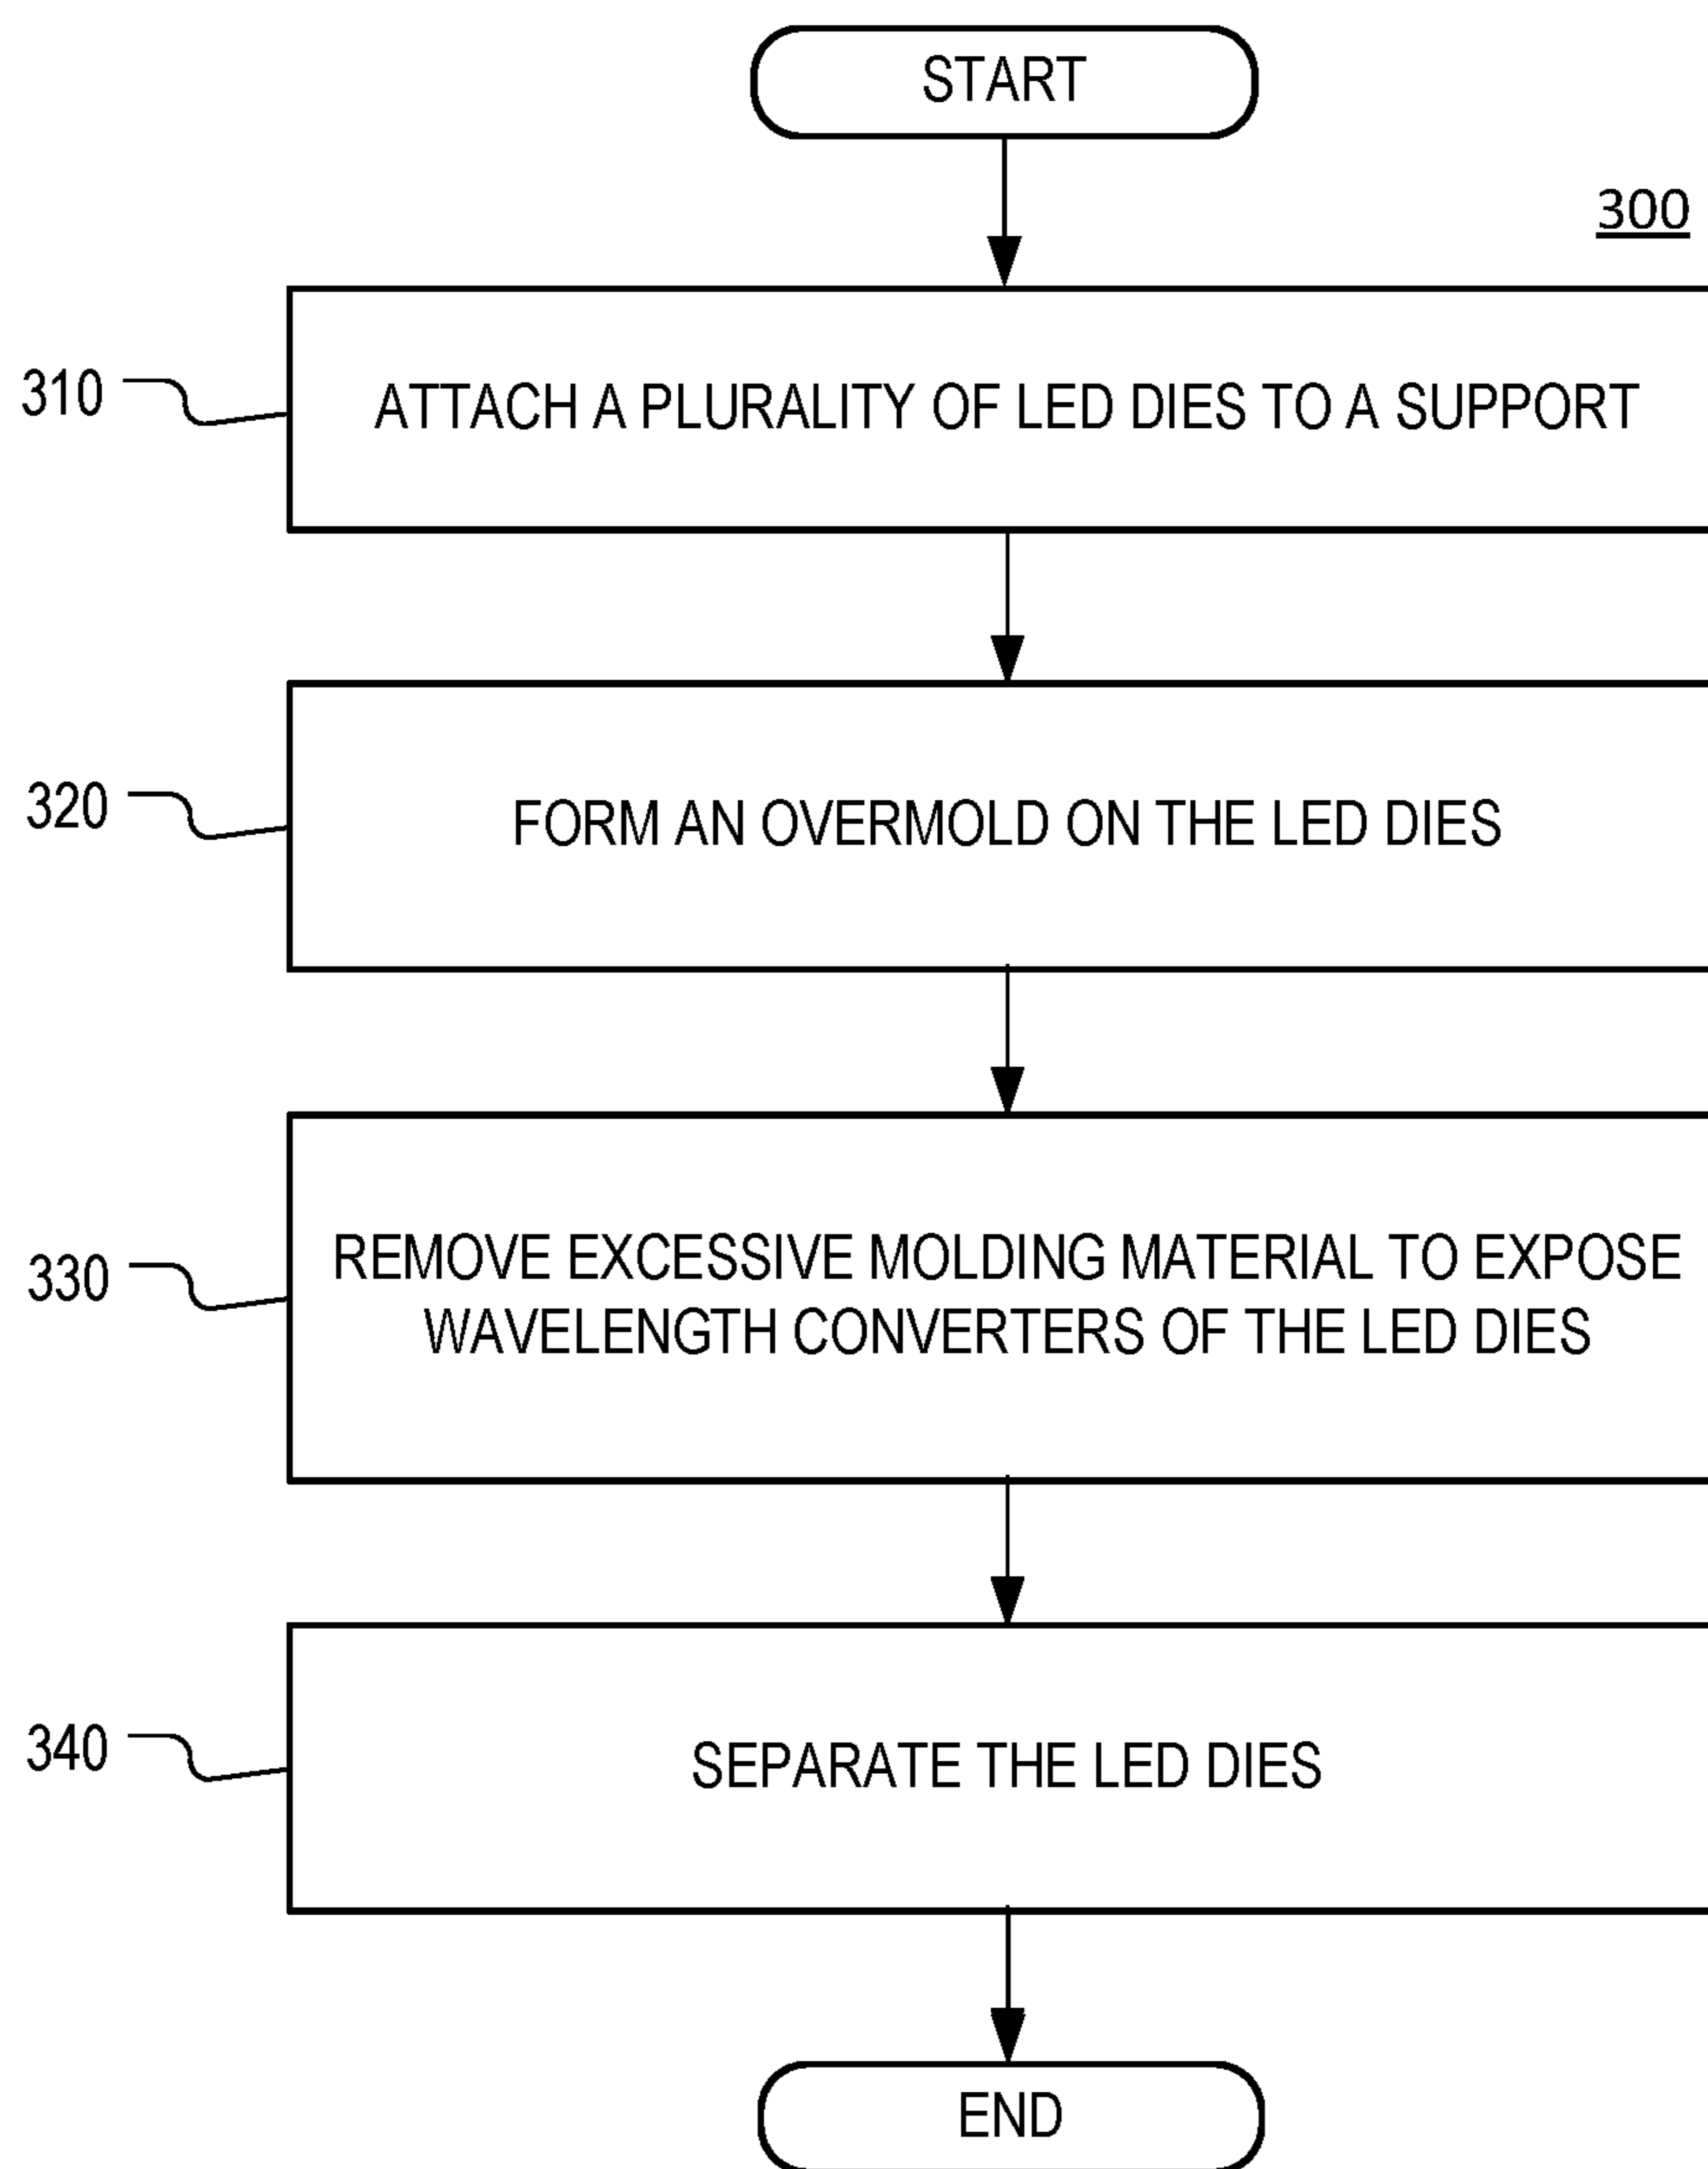 START
300
310
ATTACH A PLURALITY OF LED DIES TO A SUPPORT
320
FORM AN OVERMOLD ON THE LED DIES
330
REMOVE EXCESSIVE MOLDING MATERIAL TO EXPOSE
WAVELENGTH CONVERTERS OF THE LED DIES
340
SEPARATE THE LED DIES
END